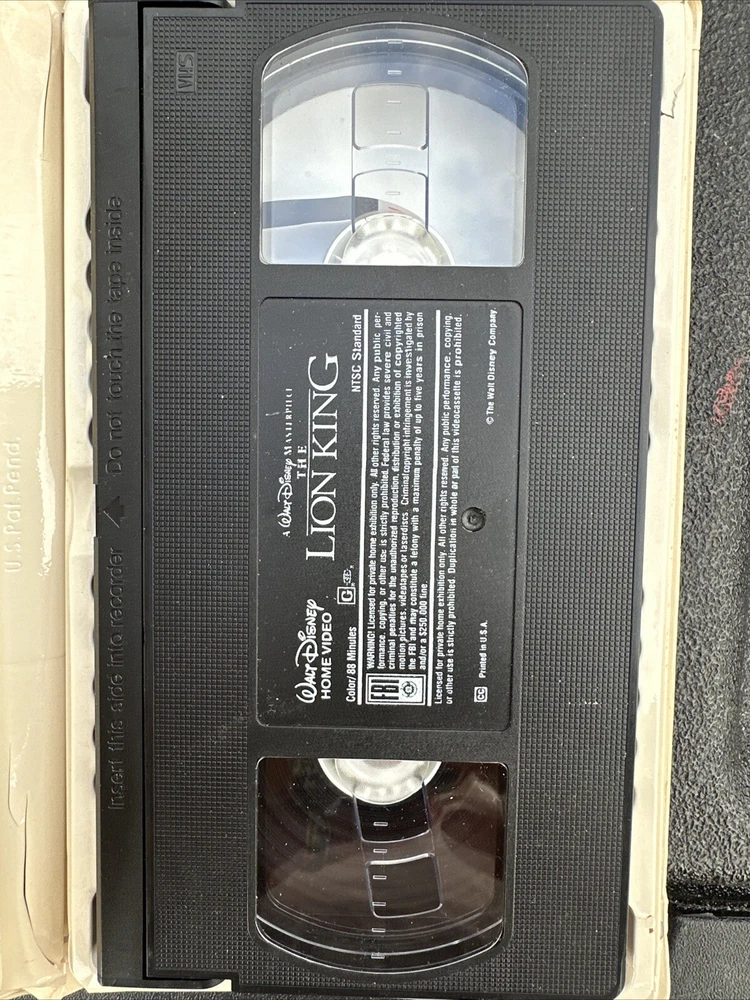 U.S. Pat. Pend.
Insert this side into recorder Do not touch the tape inside
VHS
A Walt Disney Masterpiece
THE
LION KING
Walt Disney
HOME VIDEO
Color/88 Minutes
G
NTSC Standard
FBI
WARNING! Licensed for private home exhibition only. All other rights reserved. Any public per-
formance, copying, or other use is strictly prohibited. Federal law provides severe civil and
criminal penalties for the unauthorized reproduction, distribution or exhibition of copyrighted
motion pictures, videotapes or laserdiscs. Criminal copyright infringement is investigated by
the FBI and may constitute a felony with a maximum penalty of up to five years in prison
and/or a $250,000 fine.
Licensed for private home exhibition only. All other rights reserved. Any public performance, copying,
or other use is strictly prohibited. Duplication in whole or part of this videocassette is prohibited.
CC Printed in U.S.A.
© The Walt Disney Company